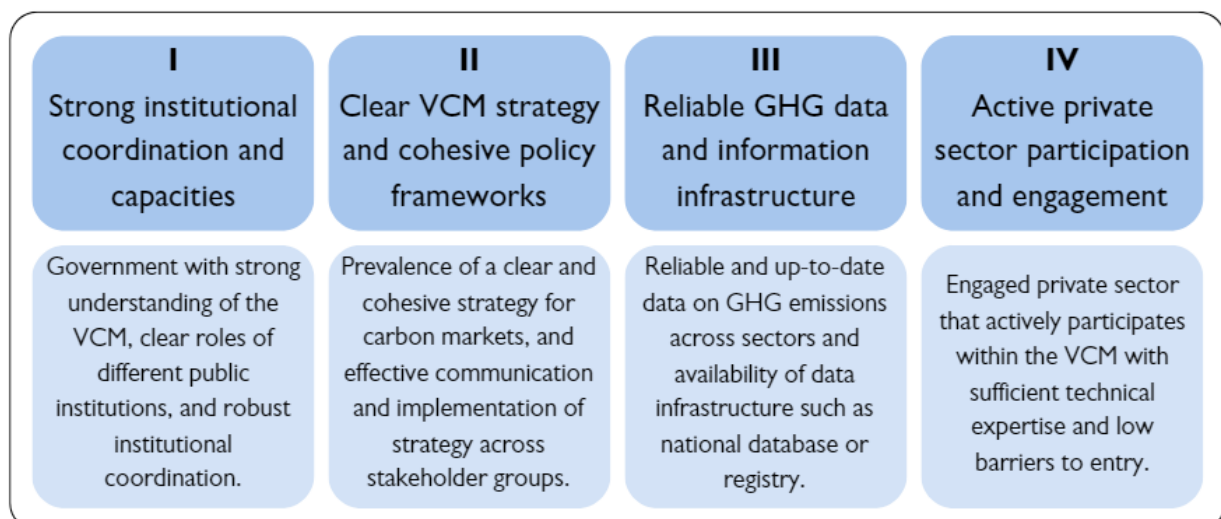 I
Strong institutional
coordination and
capacities
Government with strong
understanding of the
VCM, clear roles of
different public
institutions, and robust
institutional
coordination.
II
Clear VCM strategy
and cohesive policy
frameworks
Prevalence of a clear and
cohesive strategy for
carbon markets, and
effective communication
and implementation of
strategy across
stakeholder groups.
III
Reliable GHG data
and information
infrastructure
Reliable and up-to-date
data on GHG emissions
across sectors and
availability of data
infrastructure such as
national database or
registry.
IV
Active private
sector participation
and engagement
Engaged private sector
that actively participates
within the VCM with
sufficient technical
expertise and low
barriers to entry.